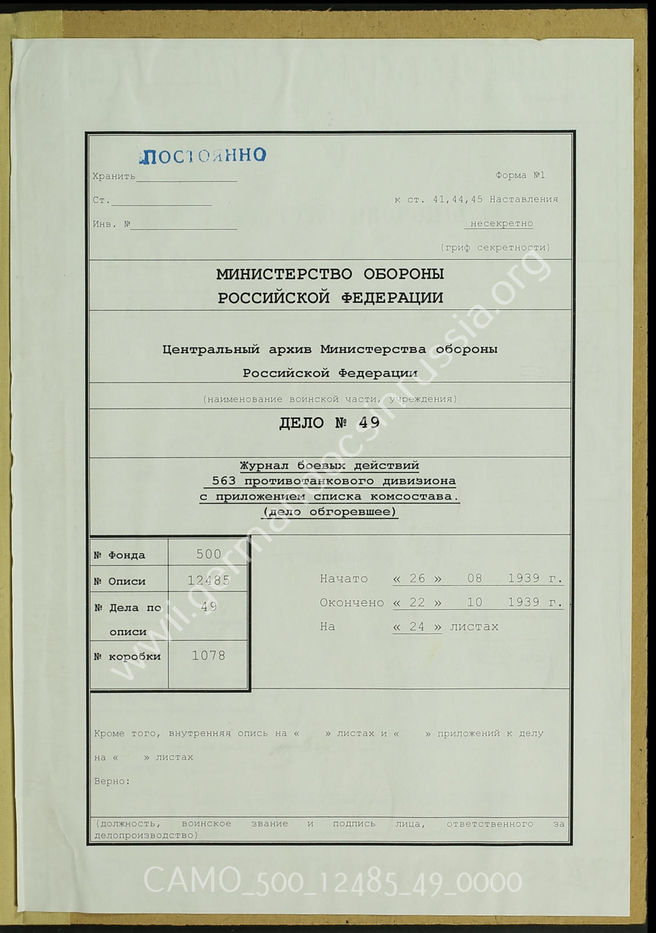 ПОСТОЯННО
Хранить
Форма №1
Ст.
к ст. 41,44,45 Наставления
Инв. №
несекретно
(гриф секретности)
МИНИСТЕРСТВО ОБОРОНЫ
РОССИЙСКОЙ ФЕДЕРАЦИИ
Центральный архив Министерства обороны
Российской Федерации
(наименование воинской части, учреждения)
ДЕЛО № 49
Журнал боевых действий
563 противотанкового дивизиона
с приложением списка комсостава.
(дело обгоревшее)
№ Фонда 500
№ Описи 12485
№ Дела по 49
описи
№ коробки 1078
Начато « 26 » 08 1939 г.
Окончено « 22 » 10 1939 г.
На « 24 » листах
Кроме того, внутренняя опись на « » листах и « » приложений к делу
на « » листах
Верно:
(должность, воинское звание и подпись лица, ответственного за
делопроизводство)
www.germandocsinrussia.org
CAMO_500_12485_49_0000